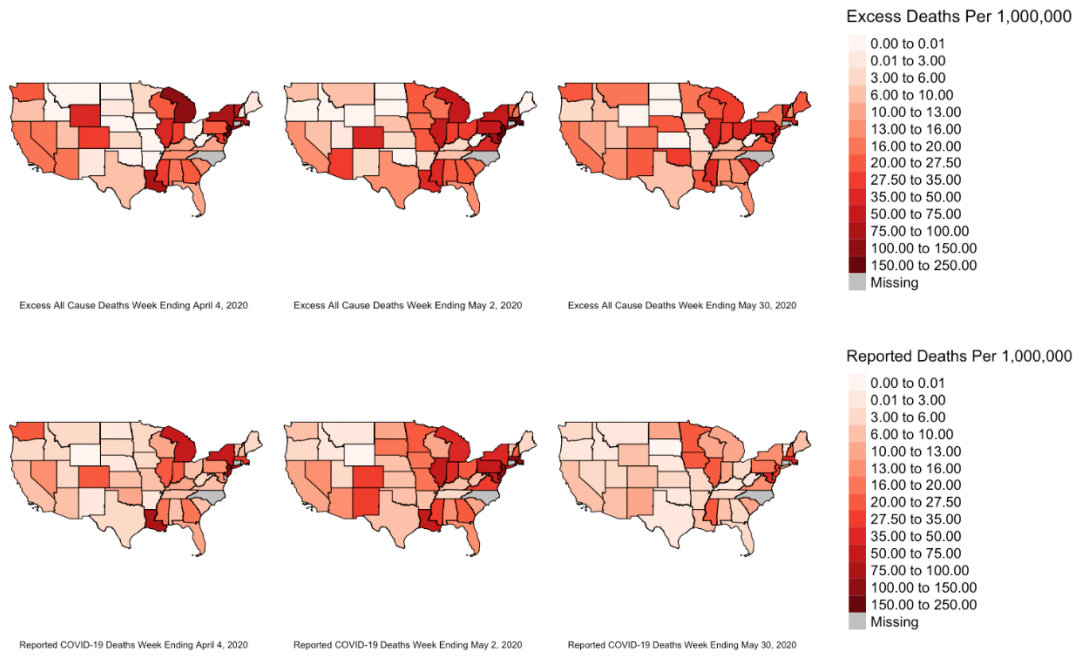 Excess Deaths Per 1,000,000
0.00 to 0.01
0.01 to 3.00
3.00 to 6.00
6.00 to 10.00
10.00 to 13.00
13.00 to 16.00
16.00 to 20.00
20.00 to 27.50
27.50 to 35.00
35.00 to 50.00
50.00 to 75.00
75.00 to 100.00
100.00 to 150.00
150.00 to 250.00
Missing
Excess All Cause Deaths Week Ending April 4, 2020
Excess All Cause Deaths Week Ending May 2, 2020
Excess All Cause Deaths Week Ending May 30, 2020
Reported Deaths Per 1,000,000
0.00 to 0.01
0.01 to 3.00
3.00 to 6.00
6.00 to 10.00
10.00 to 13.00
13.00 to 16.00
16.00 to 20.00
20.00 to 27.50
27.50 to 35.00
35.00 to 50.00
50.00 to 75.00
75.00 to 100.00
100.00 to 150.00
150.00 to 250.00
Missing
Reported COVID-19 Deaths Week Ending April 4, 2020
Reported COVID-19 Deaths Week Ending May 2, 2020
Reported COVID-19 Deaths Week Ending May 30, 2020